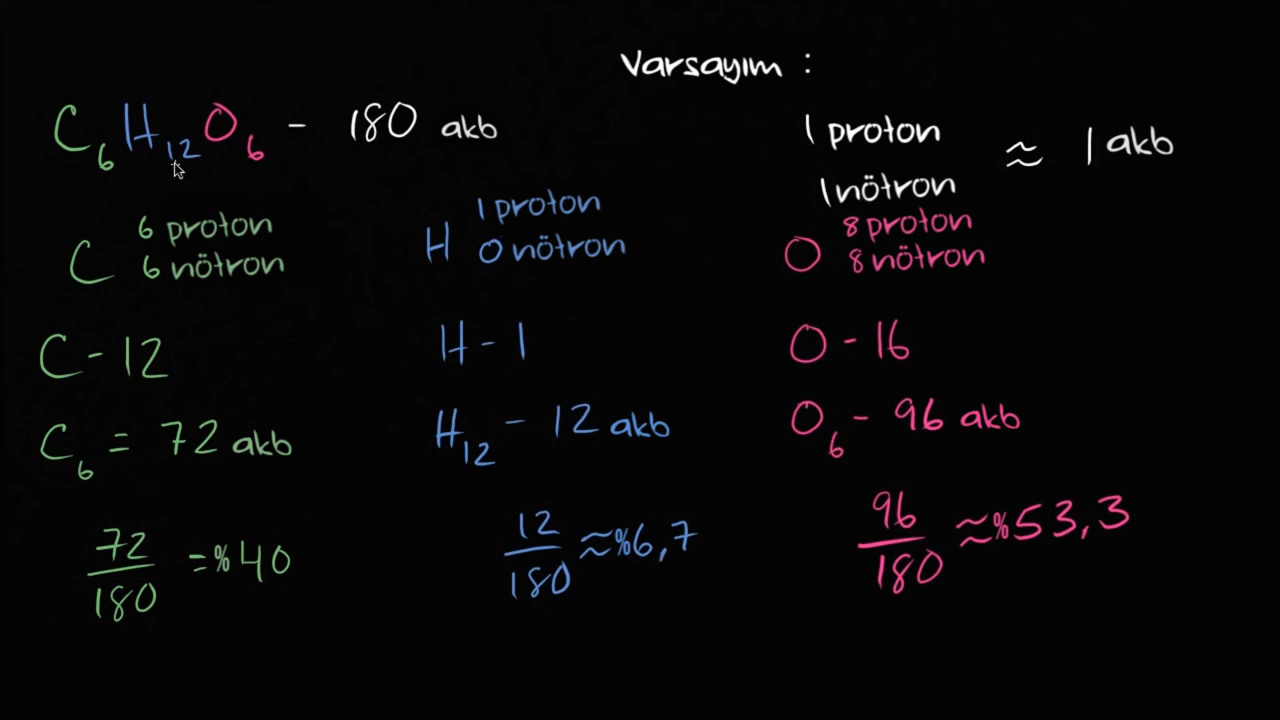 Varsayım :
C₆H₁₂O₆ - 180 akb
1 proton
1 nötron
≈ 1 akb
C
6 proton
6 nötron
H
1 proton
0 nötron
O
8 proton
8 nötron
C - 12
H - 1
O - 16
C₆ = 72 akb
H₁₂ - 12 akb
O₆ - 96 akb
72/180 = %40
12/180 ≈ %6,7
96/180 ≈ %53,3